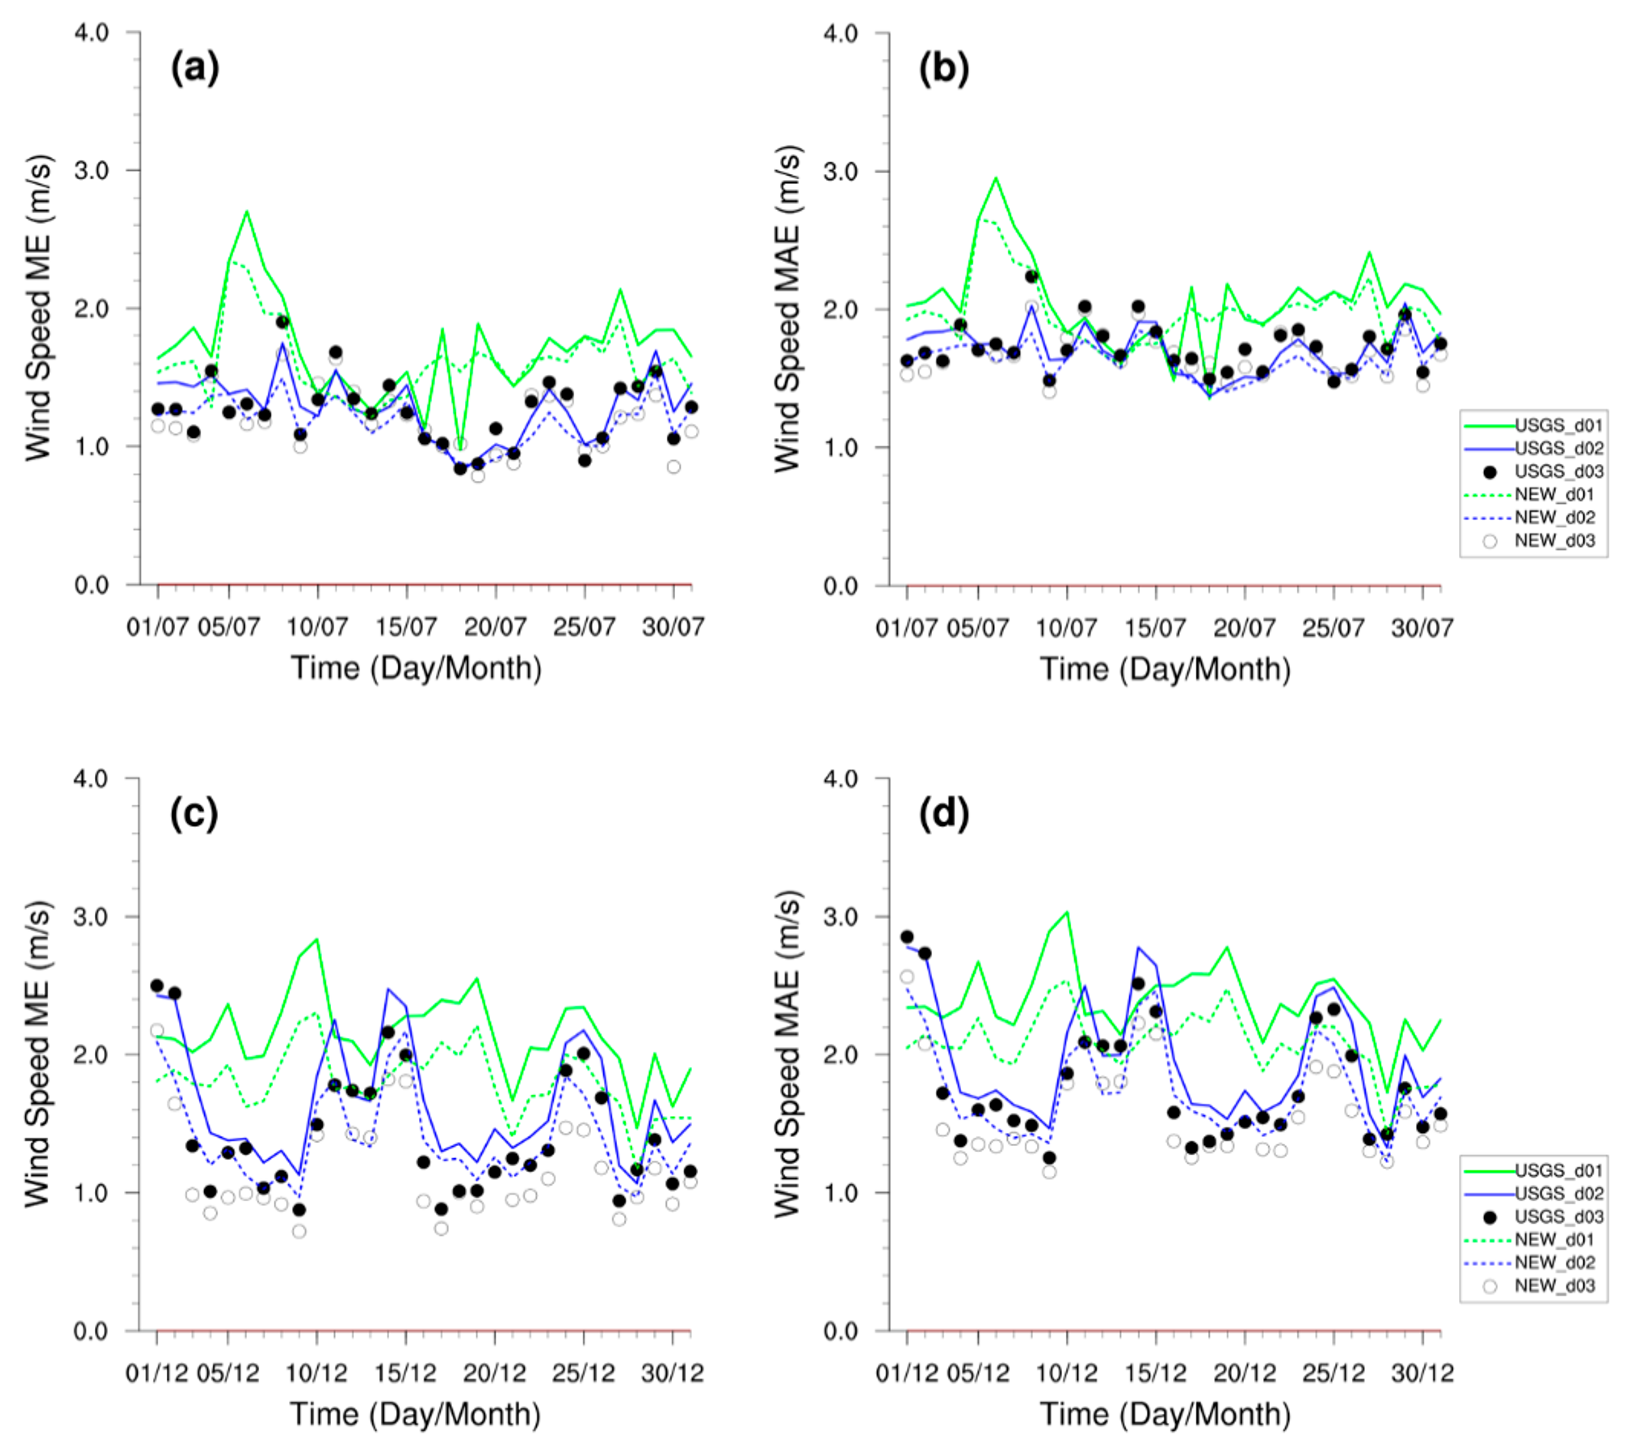 (a)
Wind Speed ME (m/s)
4.0
3.0
2.0
1.0
0.0
01/07 05/07 10/07 15/07 20/07 25/07 30/07
Time (Day/Month)
(b)
Wind Speed MAE (m/s)
4.0
3.0
2.0
1.0
0.0
01/07 05/07 10/07 15/07 20/07 25/07 30/07
Time (Day/Month)
USGS_d01
USGS_d02
USGS_d03
NEW_d01
NEW_d02
NEW_d03
(c)
Wind Speed ME (m/s)
4.0
3.0
2.0
1.0
0.0
01/12 05/12 10/12 15/12 20/12 25/12 30/12
Time (Day/Month)
(d)
Wind Speed MAE (m/s)
4.0
3.0
2.0
1.0
0.0
01/12 05/12 10/12 15/12 20/12 25/12 30/12
Time (Day/Month)
USGS_d01
USGS_d02
USGS_d03
NEW_d01
NEW_d02
NEW_d03